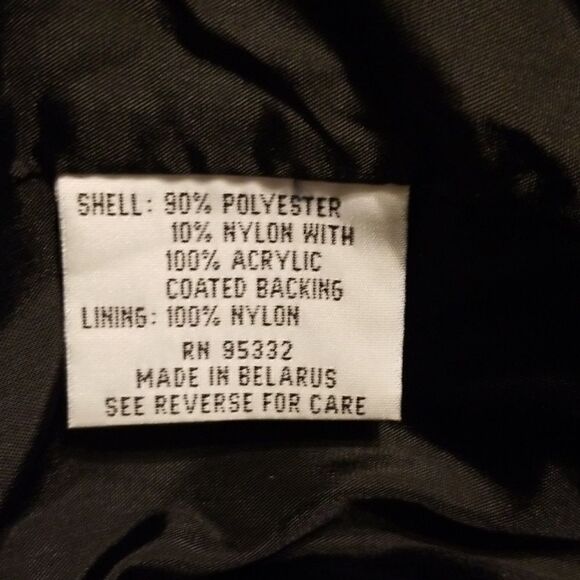 SHELL: 90% POLYESTER
10% NYLON WITH
100% ACRYLIC
COATED BACKING
LINING: 100% NYLON
RN 95332
MADE IN BELARUS
SEE REVERSE FOR CARE